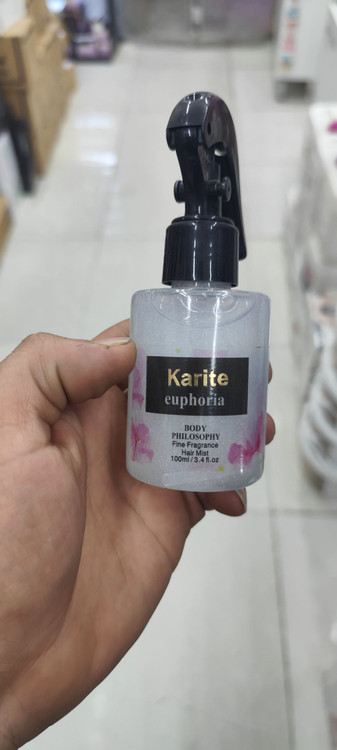 Karite
euphoria
BODY
PHILOSOPHY
Fine Fragrance
Hair Mist
100ml / 3.4 fl.oz